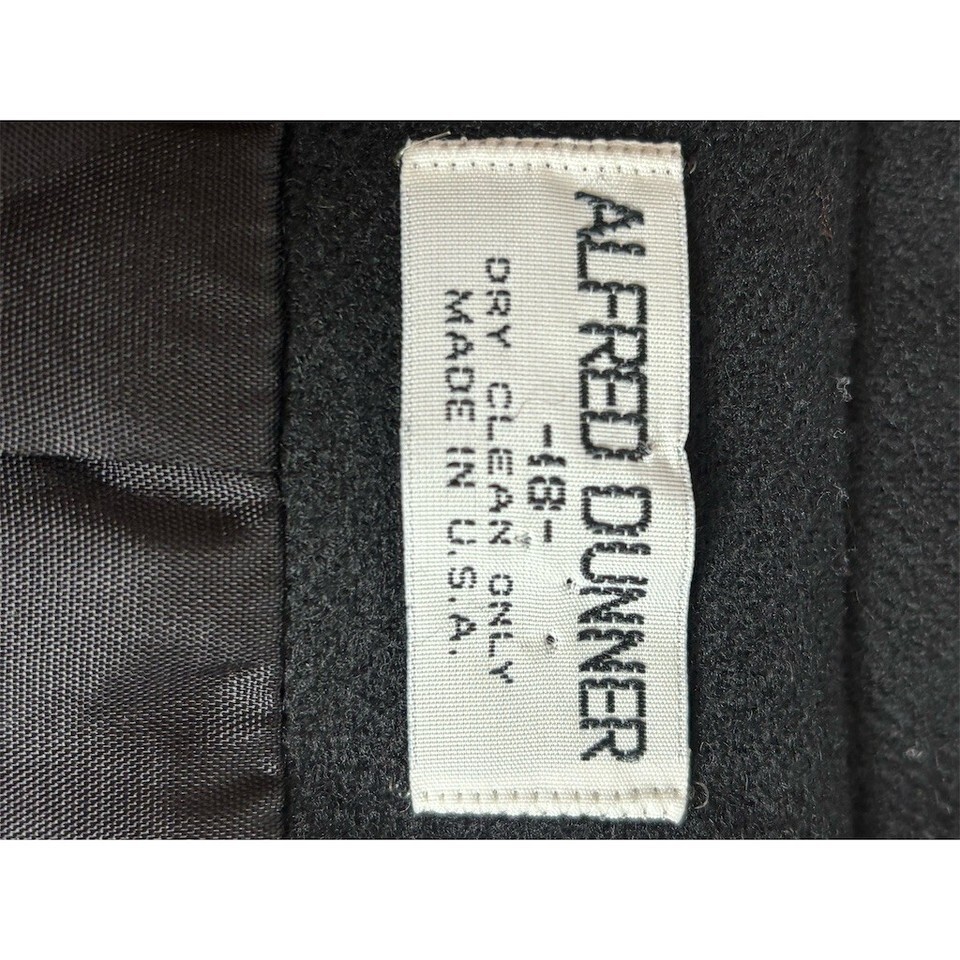 ALFRED DUNNER
-18-
DRY CLEAN ONLY
MADE IN U.S.A.